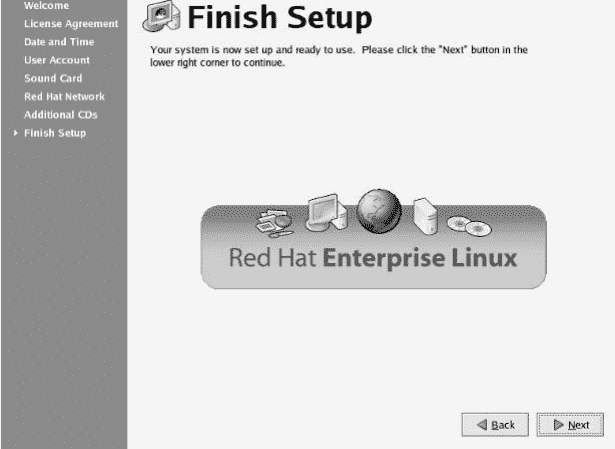 Welcome
License Agreement
Date and Time
User Account
Sound Card
Red Hat Network
Additional CDs
Finish Setup
Finish Setup
Your system is now set up and ready to use. Please click the "Next" button in the
lower right corner to continue.
Red Hat Enterprise Linux
Back
Next